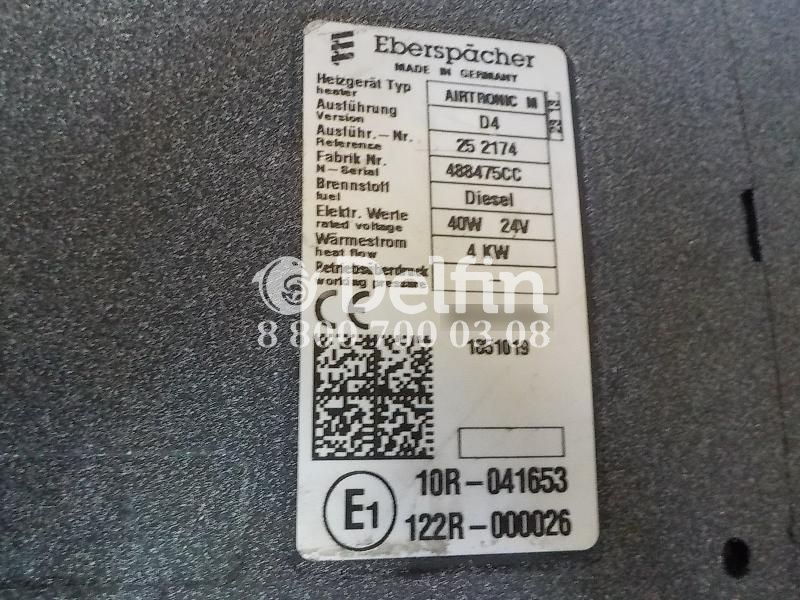 Eberspächer
MADE IN GERMANY
Heizgerät Typ
heater
AIRTRONIC M
Ausführung
Version
D4
Ausführ.-Nr.
Reference
25 2174
Fabrik Nr.
N-Serial
488475CC
Brennstoff
fuel
Diesel
Elektr. Werte
rated voltage
40W 24V
Wärmestrom
heat flow
4 KW
Betriebsüberdruck
working pressure
CE
Delfin
8 800 700 03 08
1851019
E1
10R-041653
122R-000026